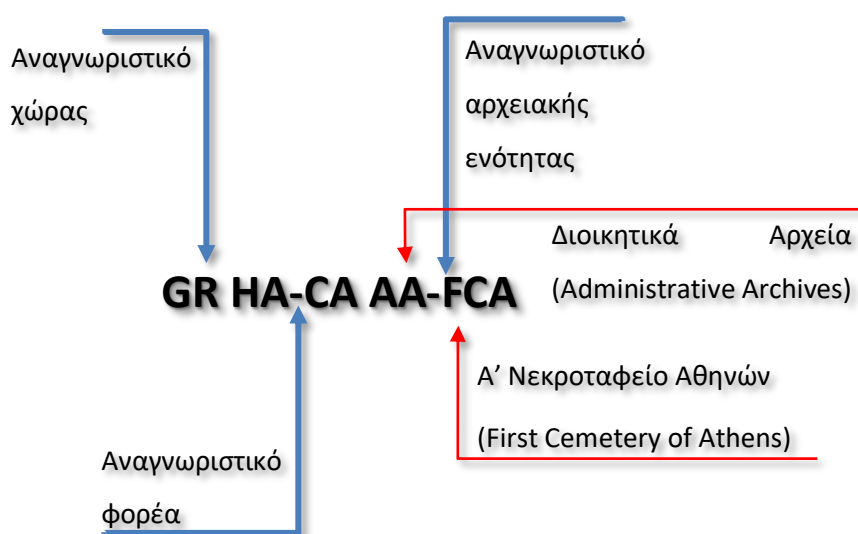 Αναγνωριστικό
χώρας
Αναγνωριστικό
αρχειακής
ενότητας
Διοικητικά Αρχεία
(Administrative Archives)
GR HA-CA AA-FCA
Α’ Νεκροταφείο Αθηνών
(First Cemetery of Athens)
Αναγνωριστικό
φορέα